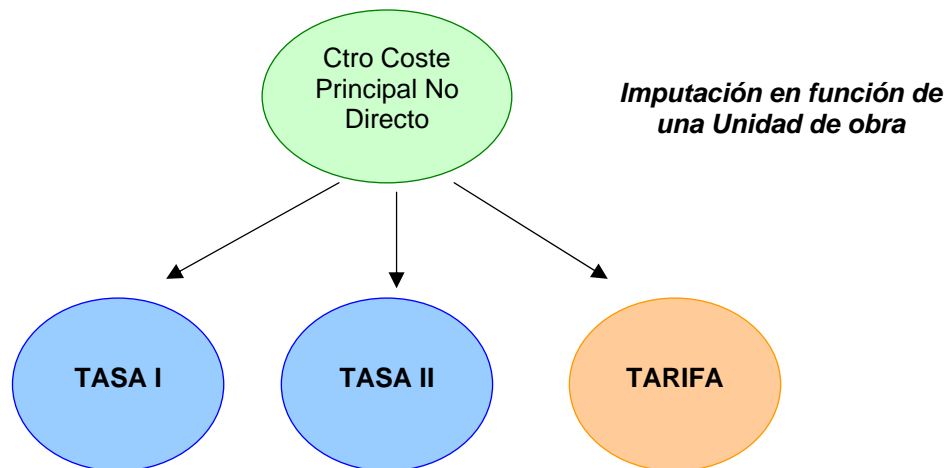 Ctro Coste
Principal No
Directo
Imputación en función de
una Unidad de obra
TASA I
TASA II
TARIFA